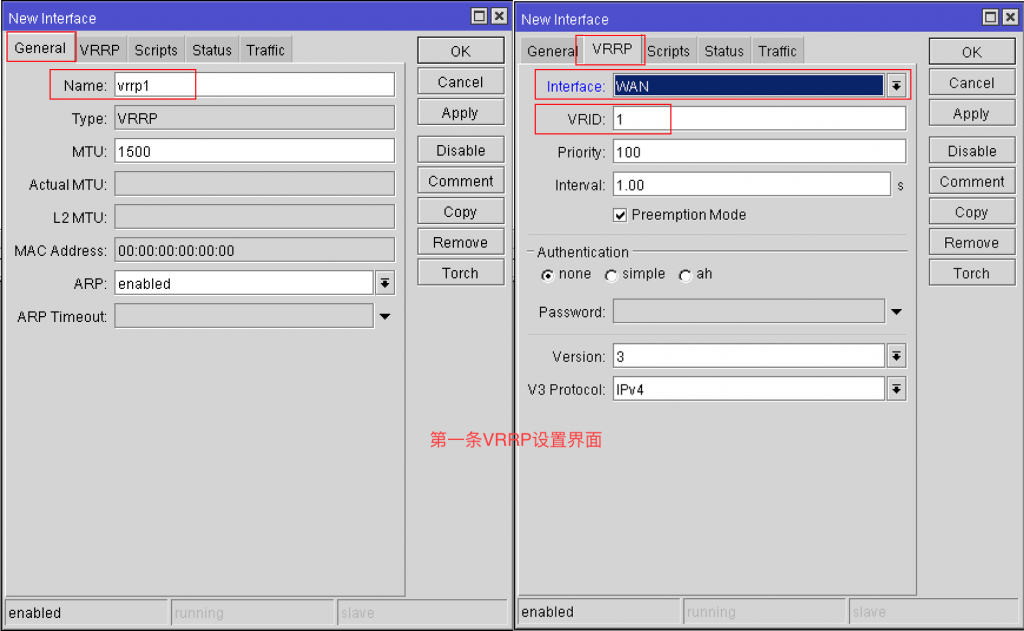 New Interface
General VRRP Scripts Status Traffic
Name: vrrp1
Type: VRRP
MTU: 1500
Actual MTU:
L2 MTU:
MAC Address: 00:00:00:00:00:00
ARP: enabled
ARP Timeout:
OK
Cancel
Apply
Disable
Comment
Copy
Remove
Torch
enabled running slave
New Interface
General VRRP Scripts Status Traffic
Interface: WAN
VRID: 1
Priority: 100
Interval: 1.00 s
Preemption Mode
Authentication
none simple ah
Password:
Version: 3
V3 Protocol: IPv4
OK
Cancel
Apply
Disable
Comment
Copy
Remove
Torch
enabled running slave
第一条VRRP设置界面